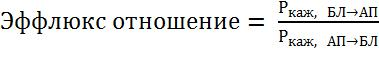 Эффлюкс отношение = Pкаж, БЛ→АП / Pкаж, АП→БЛ